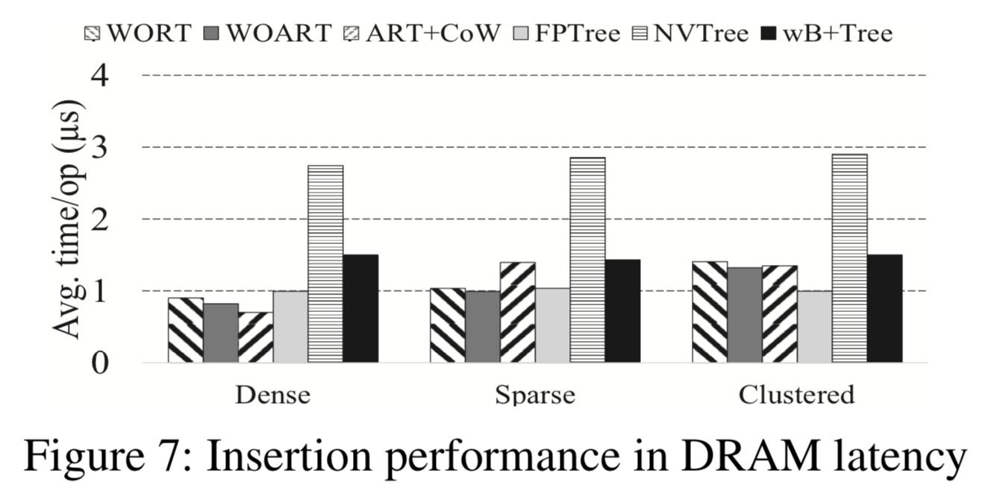 WORT WOART ART+CoW FPTree NVTree wB+Tree
Avg. time/op (µs)
4
3
2
1
0
Dense Sparse Clustered
Figure 7: Insertion performance in DRAM latency